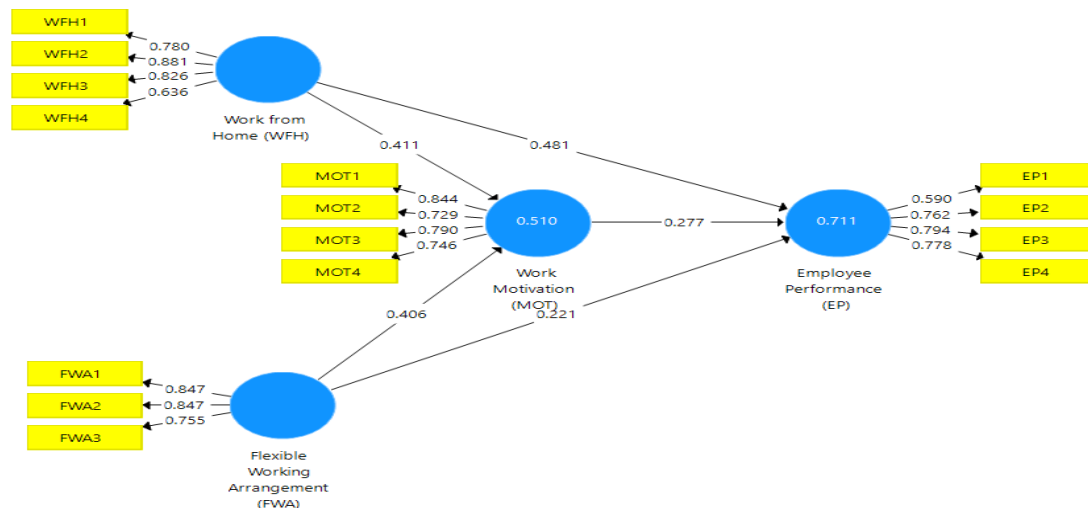 WFH1
WFH2
WFH3
WFH4
0.780
0.881
0.826
0.636
Work from
Home (WFH)
0.411
0.481
MOT1
MOT2
MOT3
MOT4
0.844
0.729
0.790
0.746
0.510
Work
Motivation
(MOT)
0.277
0.711
Employee
Performance
(EP)
0.590
0.762
0.794
0.778
EP1
EP2
EP3
EP4
0.406
0.221
FWA1
FWA2
FWA3
0.847
0.847
0.755
Flexible
Working
Arrangement
(FWA)